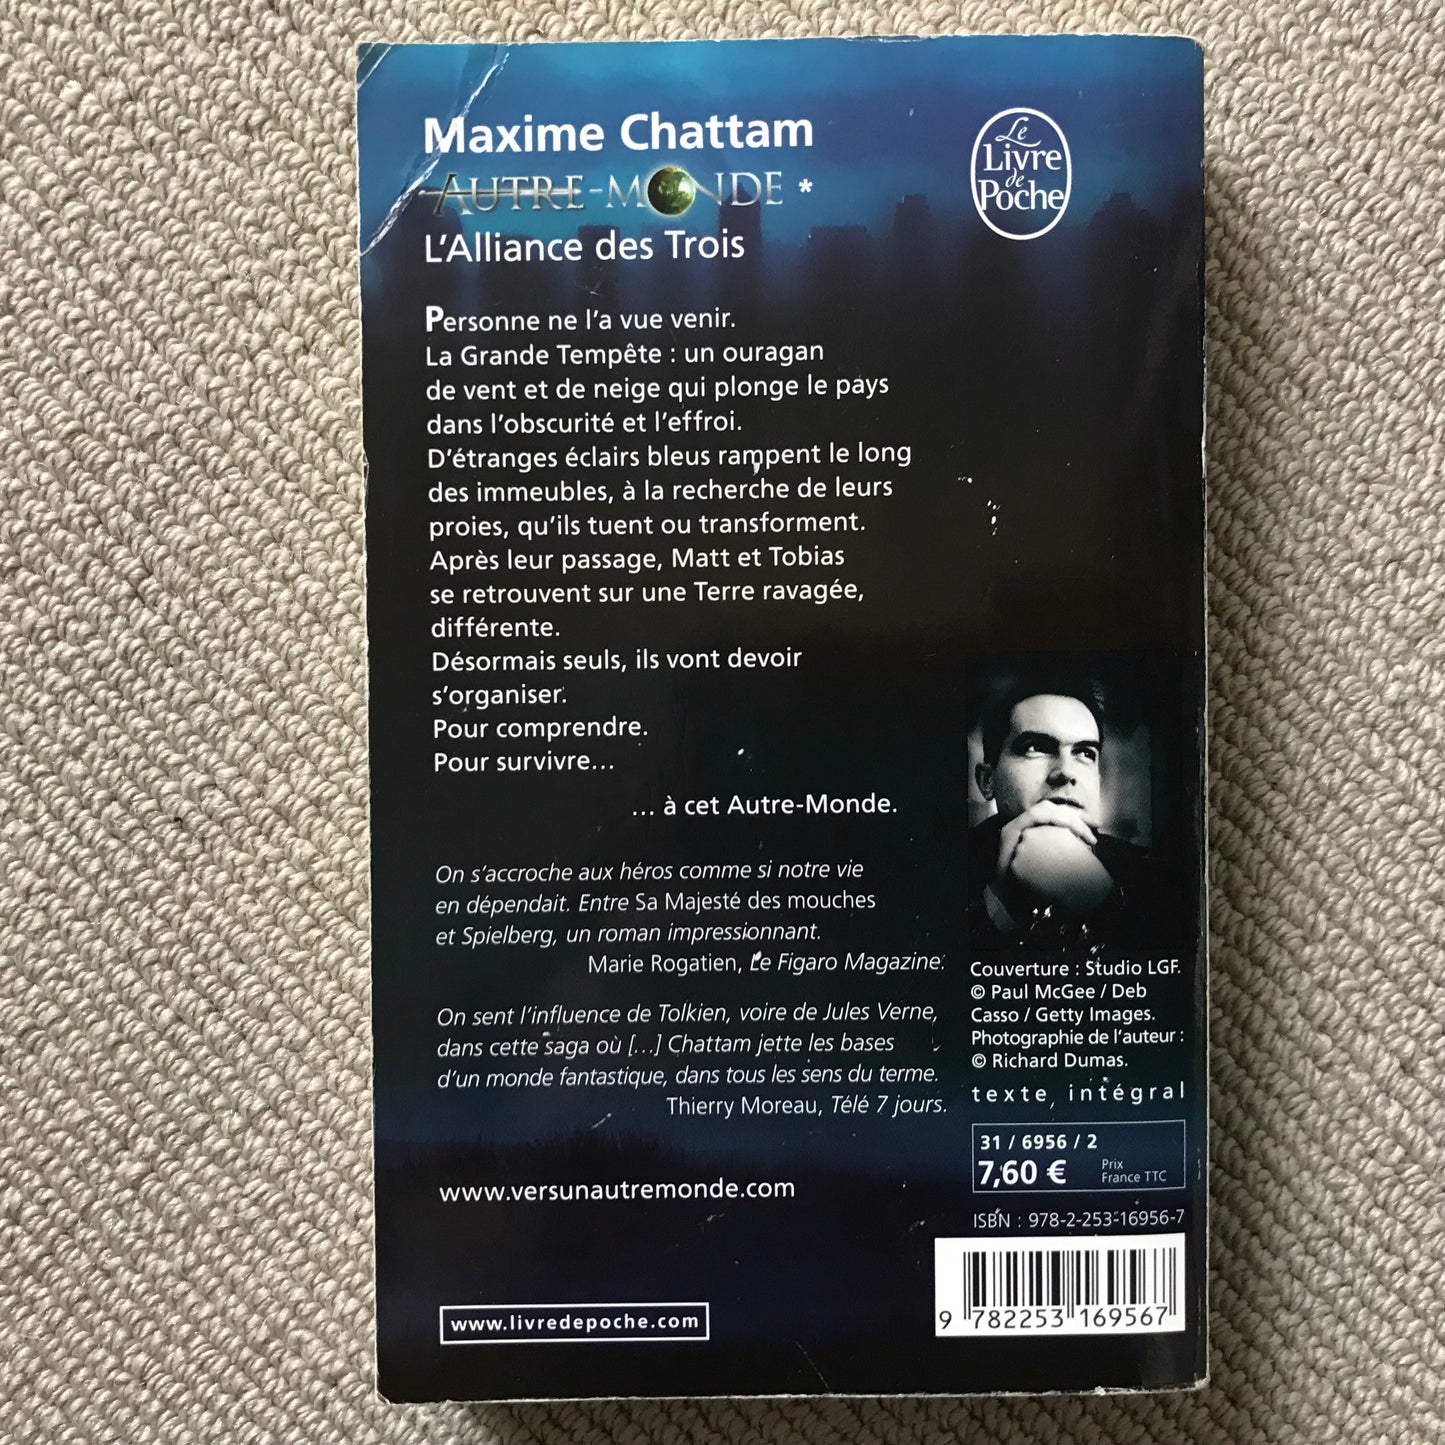 Maxime Chattam
AUTRE-MONDE *
L'Alliance des Trois
Le
Livre
de
Poche
Personne ne l'a vue venir.
La Grande Tempête : un ouragan
de vent et de neige qui plonge le pays
dans l'obscurité et l'effroi.
D'étranges éclairs bleus rampent le long
des immeubles, à la recherche de leurs
proies, qu'ils tuent ou transforment.
Après leur passage, Matt et Tobias
se retrouvent sur une Terre ravagée,
différente.
Désormais seuls, ils vont devoir
s'organiser.
Pour comprendre.
Pour survivre...
... à cet Autre-Monde.
On s'accroche aux héros comme si notre vie
en dépendait. Entre Sa Majesté des mouches
et Spielberg, un roman impressionnant.
Marie Rogatien, Le Figaro Magazine.
On sent l'influence de Tolkien, voire de Jules Verne,
dans cette saga où [...] Chattam jette les bases
d'un monde fantastique, dans tous les sens du terme.
Thierry Moreau, Télé 7 jours.
www.versunautremonde.com
www.livredepoche.com
Couverture : Studio LGF.
© Paul McGee / Deb
Casso / Getty Images.
Photographie de l'auteur :
© Richard Dumas.
texte intégral
31 / 6956 / 2
7,60 € Prix
France TTC
ISBN : 978-2-253-16956-7
9 782253 169567